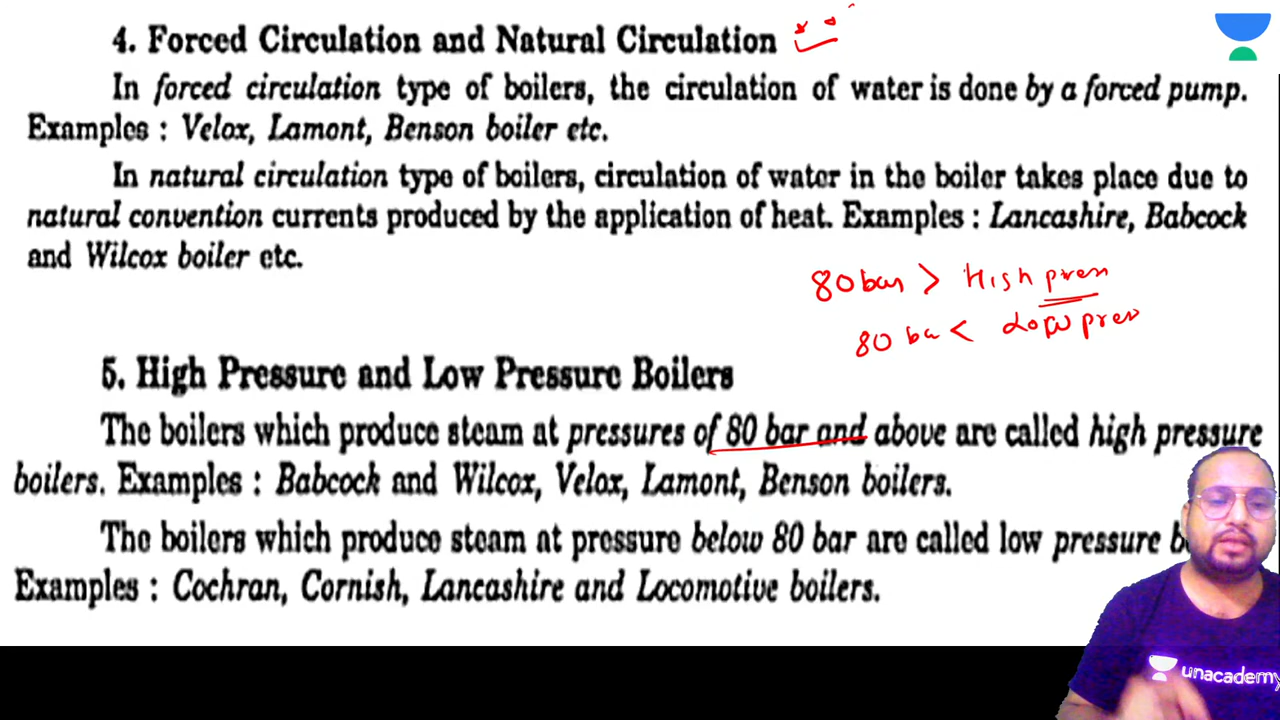 4. Forced Circulation and Natural Circulation
In forced circulation type of boilers, the circulation of water is done by a forced pump.
Examples : Velox, Lamont, Benson boiler etc.
In natural circulation type of boilers, circulation of water in the boiler takes place due to
natural convention currents produced by the application of heat. Examples : Lancashire, Babcock
and Wilcox boiler etc.
80 bar > High pres
80 ba < Low pres
5. High Pressure and Low Pressure Boilers
The boilers which produce steam at pressures of 80 bar and above are called high pressure
boilers. Examples : Babcock and Wilcox, Velox, Lamont, Benson boilers.
The boilers which produce steam at pressure below 80 bar are called low pressure
Examples : Cochran, Cornish, Lancashire and Locomotive boilers.
unacademy